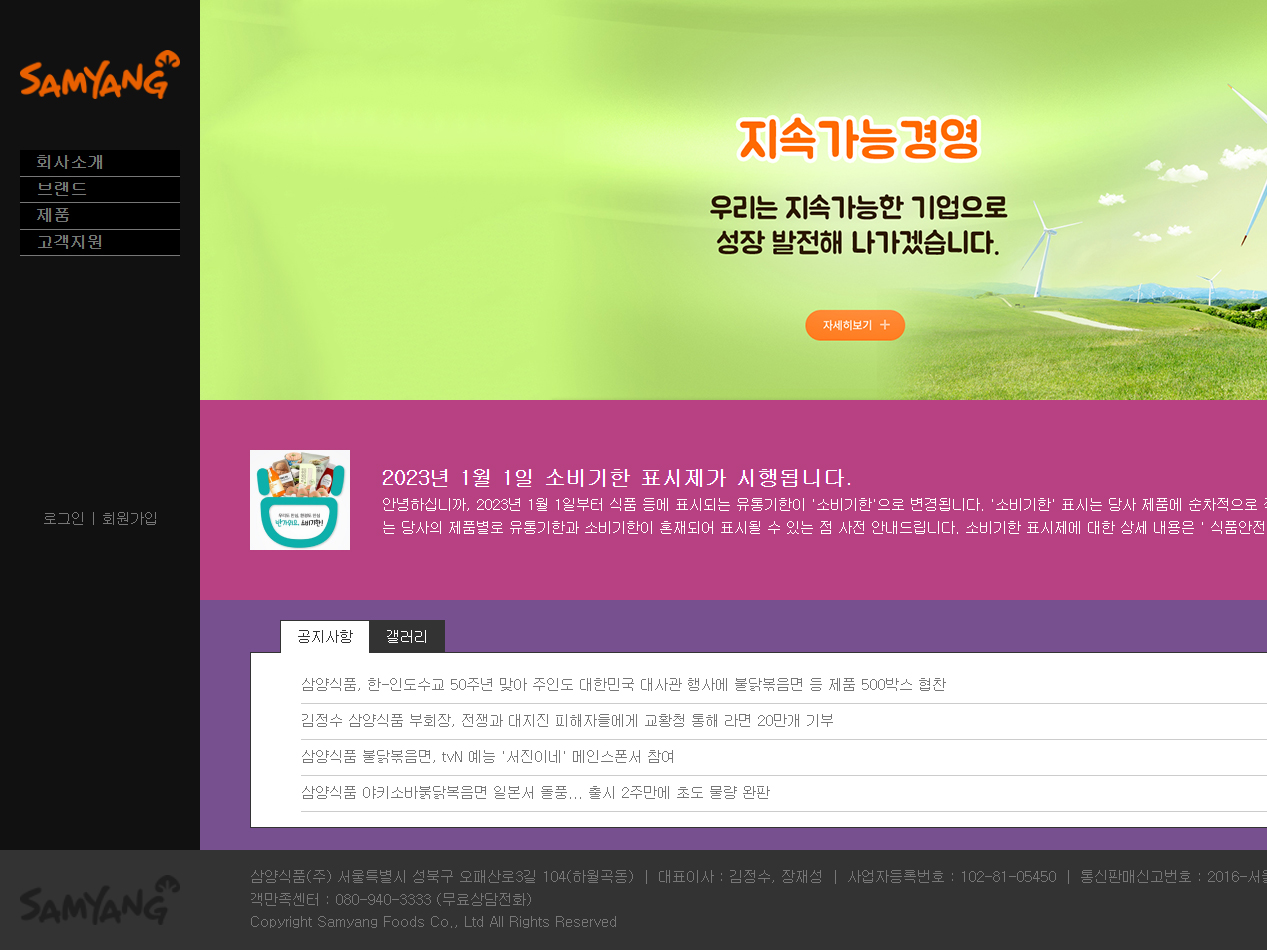 SAMYANG
회사소개
브랜드
제품
고객지원
로그인 | 회원가입
지속가능경영
우리는 지속가능한 기업으로
성장 발전해 나가겠습니다.
자세히보기 +
2023년 1월 1일 소비기한 표시제가 시행됩니다.
안녕하십니까, 2023년 1월 1일부터 식품 등에 표시되는 유통기한이 '소비기한'으로 변경됩니다. '소비기한' 표시는 당사 제품에 순차적으로
는 당사의 제품별로 유통기한과 소비기한이 혼재되어 표시될 수 있는 점 사전 안내드립니다. 소비기한 표시제에 대한 상세 내용은 ' 식품안전
공지사항
갤러리
삼양식품, 한-인도수교 50주년 맞아 주인도 대한민국 대사관 행사에 불닭볶음면 등 제품 500박스 협찬
김정수 삼양식품 부회장, 전쟁과 대지진 피해자들에게 교황청 통해 라면 20만개 기부
삼양식품 불닭볶음면, tvN 예능 '서진이네' 메인스폰서 참여
삼양식품 야키소바붉닭복음면 일본서 돌풍... 출시 2주만에 초도 물량 완판
SAMYANG
삼양식품(주) 서울특별시 성북구 오패산로3길 104(하월곡동) | 대표이사 : 김정수, 장재성 | 사업자등록번호 : 102-81-05450 | 통신판매신고번호 : 2016-서울
객만족센터 : 080-940-3333 (무료상담전화)
Copyright Samyang Foods Co., Ltd All Rights Reserved